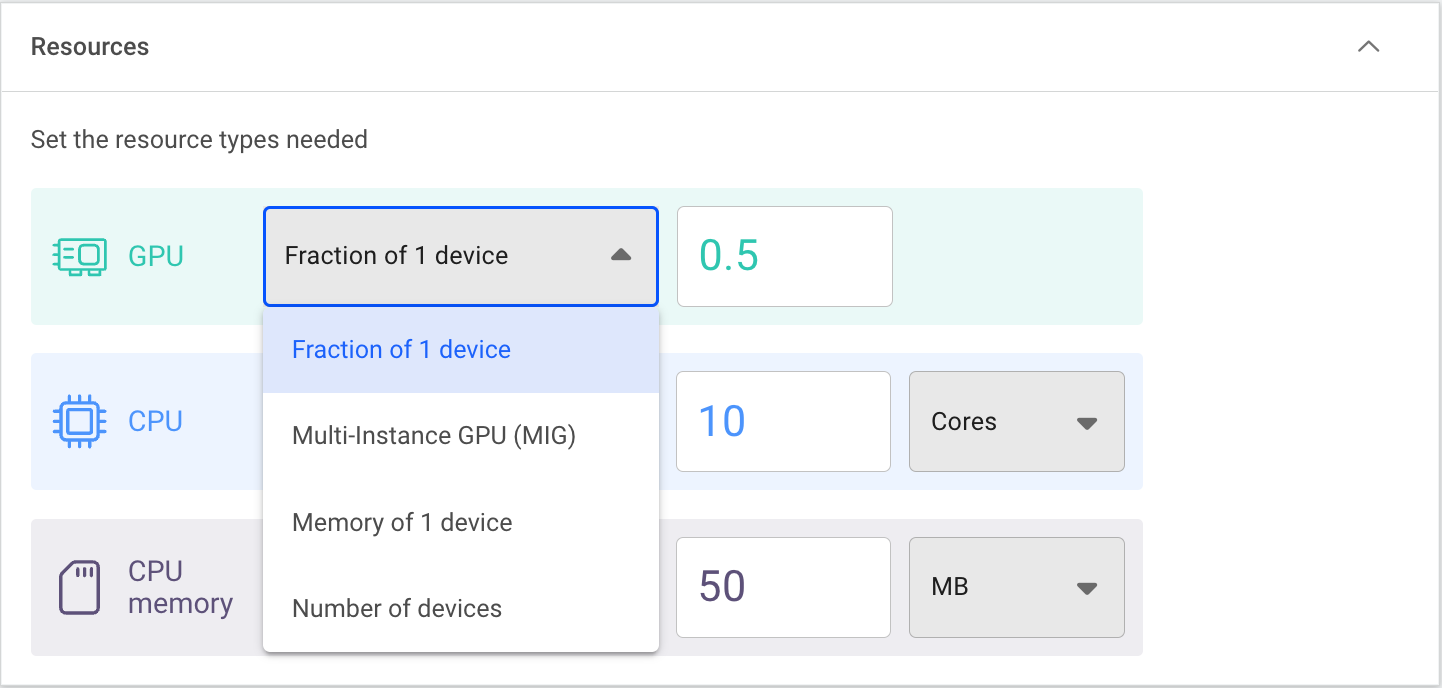 Resources
Set the resource types needed
GPU
Fraction of 1 device
0.5
Fraction of 1 device
Multi-Instance GPU (MIG)
Memory of 1 device
Number of devices
CPU
10
Cores
CPU
memory
50
MB